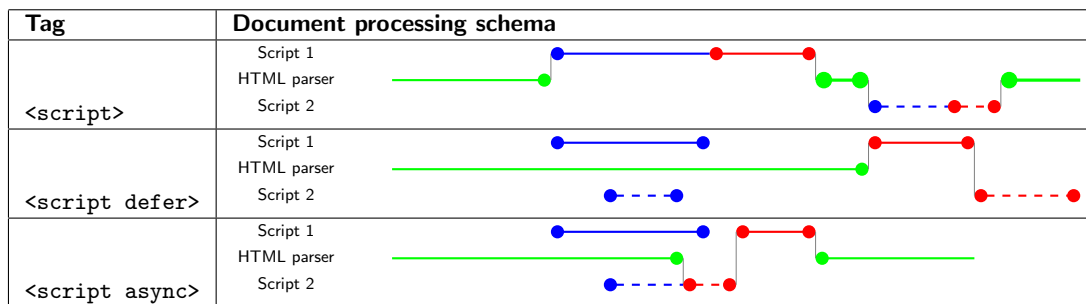 Tag Document processing schema
Script 1
HTML parser
Script 2
<script>
Script 1
HTML parser
Script 2
<script defer>
Script 1
HTML parser
Script 2
<script async>